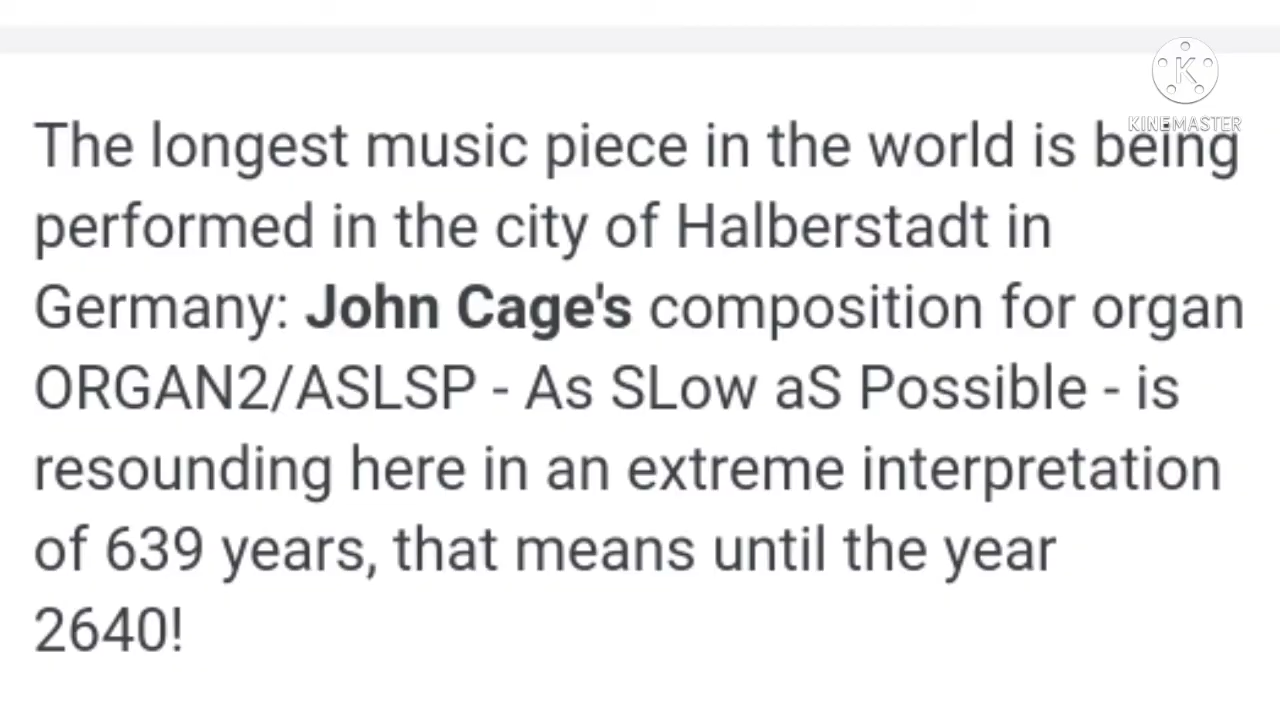 KINEMASTER
The longest music piece in the world is being
performed in the city of Halberstadt in
Germany: John Cage's composition for organ
ORGAN2/ASLSP - As SLow aS Possible - is
resounding here in an extreme interpretation
of 639 years, that means until the year
2640!